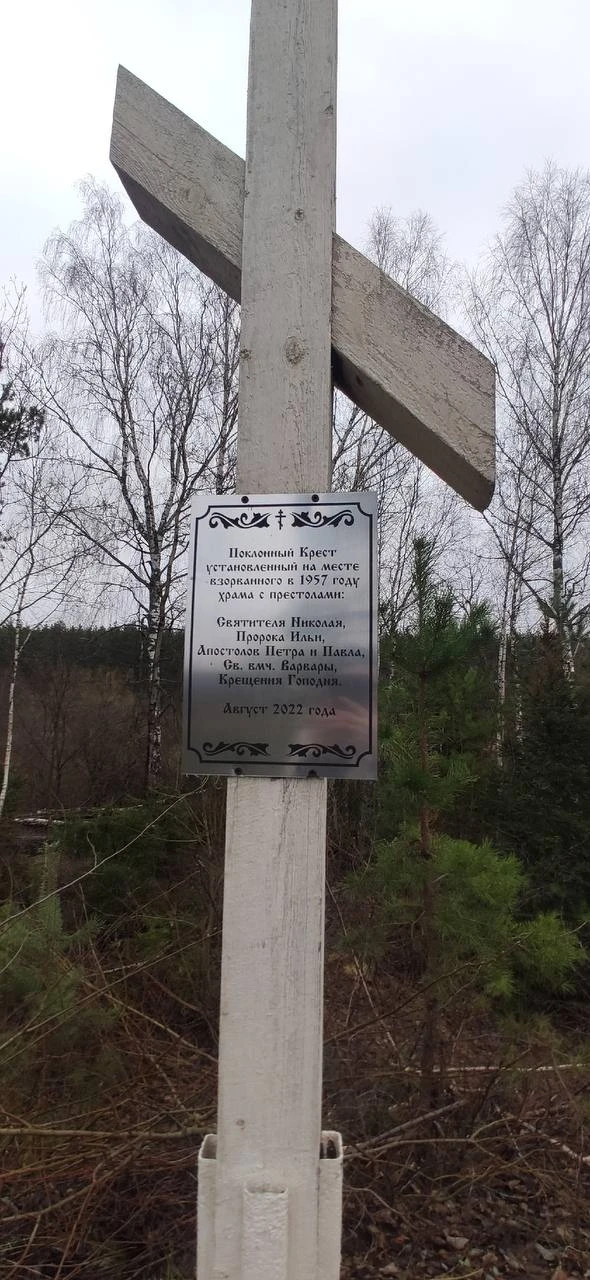 Поклонный Крест
установленный на месте
взорванного в 1957 году
храма с престолами:
Святителя Николая,
Пророка Ильи,
Апостолов Петра и Павла,
Св. вмч. Варвары,
Крещения Гоподня.
Август 2022 года